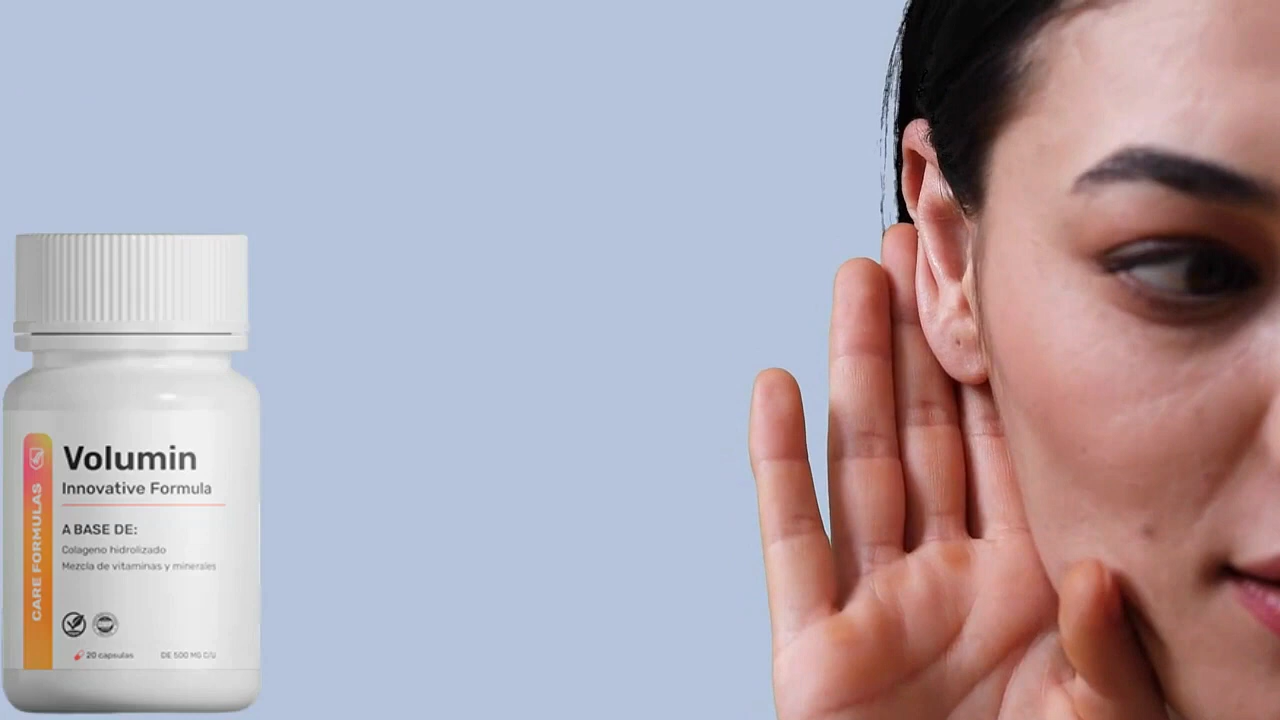 Volumin
Innovative Formula
A BASE DE:
Colageno hidrolizado
Mezcla de vitaminas y minerales
CARE FORMULAS
20 capsulas
DE 500 MG C/U